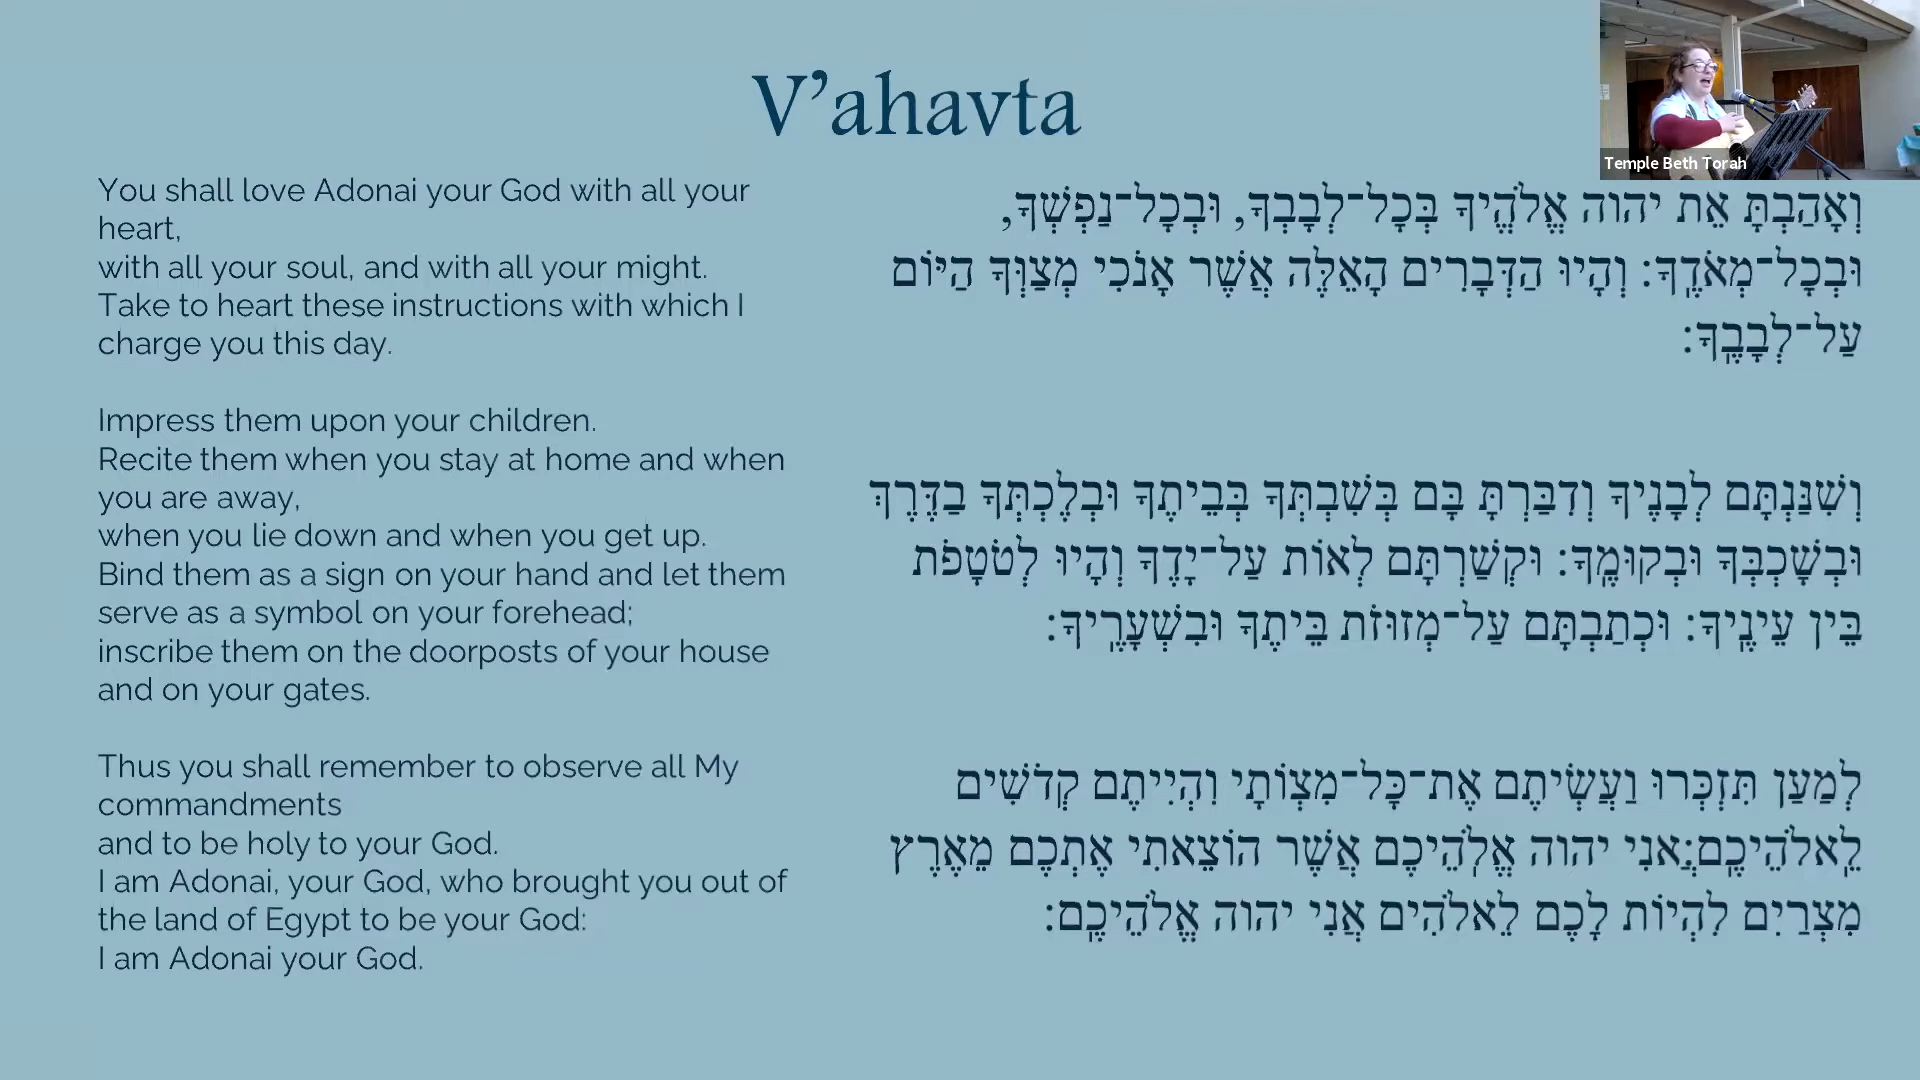 V’ahavta
Temple Beth Torah
You shall love Adonai your God with all your
heart,
with all your soul, and with all your might.
Take to heart these instructions with which I
charge you this day.
Impress them upon your children.
Recite them when you stay at home and when
you are away,
when you lie down and when you get up.
Bind them as a sign on your hand and let them
serve as a symbol on your forehead;
inscribe them on the doorposts of your house
and on your gates.
Thus you shall remember to observe all My
commandments
and to be holy to your God.
I am Adonai, your God, who brought you out of
the land of Egypt to be your God:
I am Adonai your God.
וְאָהַבְתָּ אֵת יהוה אֱלֹהֶֽיךָ בְּכָל־לְבָבְךָ, וּבְכָל־נַפְשְׁךָ,
וּבְכָל־מְאֹדֶֽךָ: וְהָיוּ הַדְּבָרִים הָאֵלֶּה אֲשֶׁר אָנֹכִי מְצַוְּךָ הַיּוֹם
עַל־לְבָבֶֽךָ:
וְשִׁנַּנְתָּם לְבָנֶיךָ וְדִבַּרְתָּ בָּם בְּשִׁבְתְּךָ בְּבֵיתֶךָ וּבְלֶכְתְּךָ בַדֶּרֶךְ
וּבְשָׁכְבְּךָ וּבְקוּמֶֽךָ: וּקְשַׁרְתָּם לְאוֹת עַל־יָדֶךָ וְהָיוּ לְטֹטָפֹת
בֵּין עֵינֶֽיךָ: וּכְתַבְתָּם עַל־מְזוּזֹת בֵּיתֶךָ וּבִשְׁעָרֶֽיךָ:
לְמַעַן תִּזְכְּרוּ וַעֲשִׂיתֶם אֶת־כָּל־מִצְוֹתָי וִהְיִיתֶם קְדֹשִׁים
לֵֽאלֹהֵיכֶֽם:אֲנִי יהוה אֱלֹֽהֵיכֶם אֲשֶׁר הוֹצֵאתִי אֶתְכֶם מֵאֶרֶץ
מִצְרַיִם לִהְיוֹת לָכֶם לֵאלֹהִים אֲנִי יהוה אֱלֹהֵיכֶֽם: